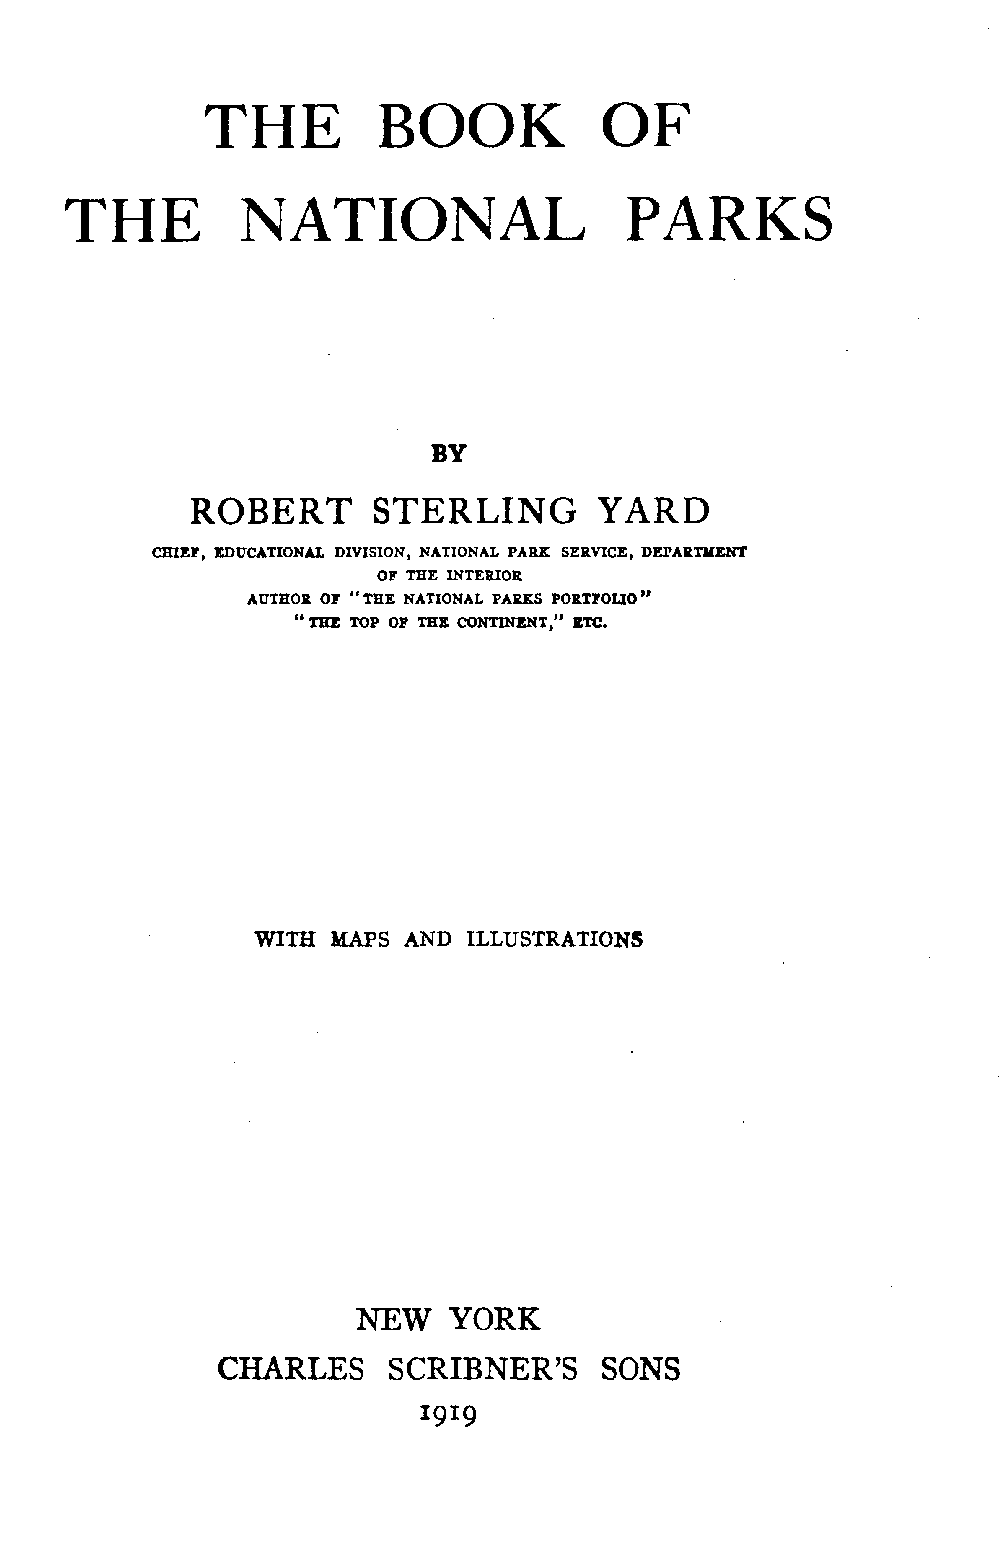 THE BOOK OF
THE NATIONAL PARKS
BY
ROBERT STERLING YARD
CHIEF, EDUCATIONAL DIVISION, NATIONAL PARK SERVICE, DEPARTMENT
OF THE INTERIOR
AUTHOR OF "THE NATIONAL PARKS PORTFOLIO"
"THE TOP OF THE CONTINENT," ETC.
WITH MAPS AND ILLUSTRATIONS
NEW YORK
CHARLES SCRIBNER'S SONS
1919